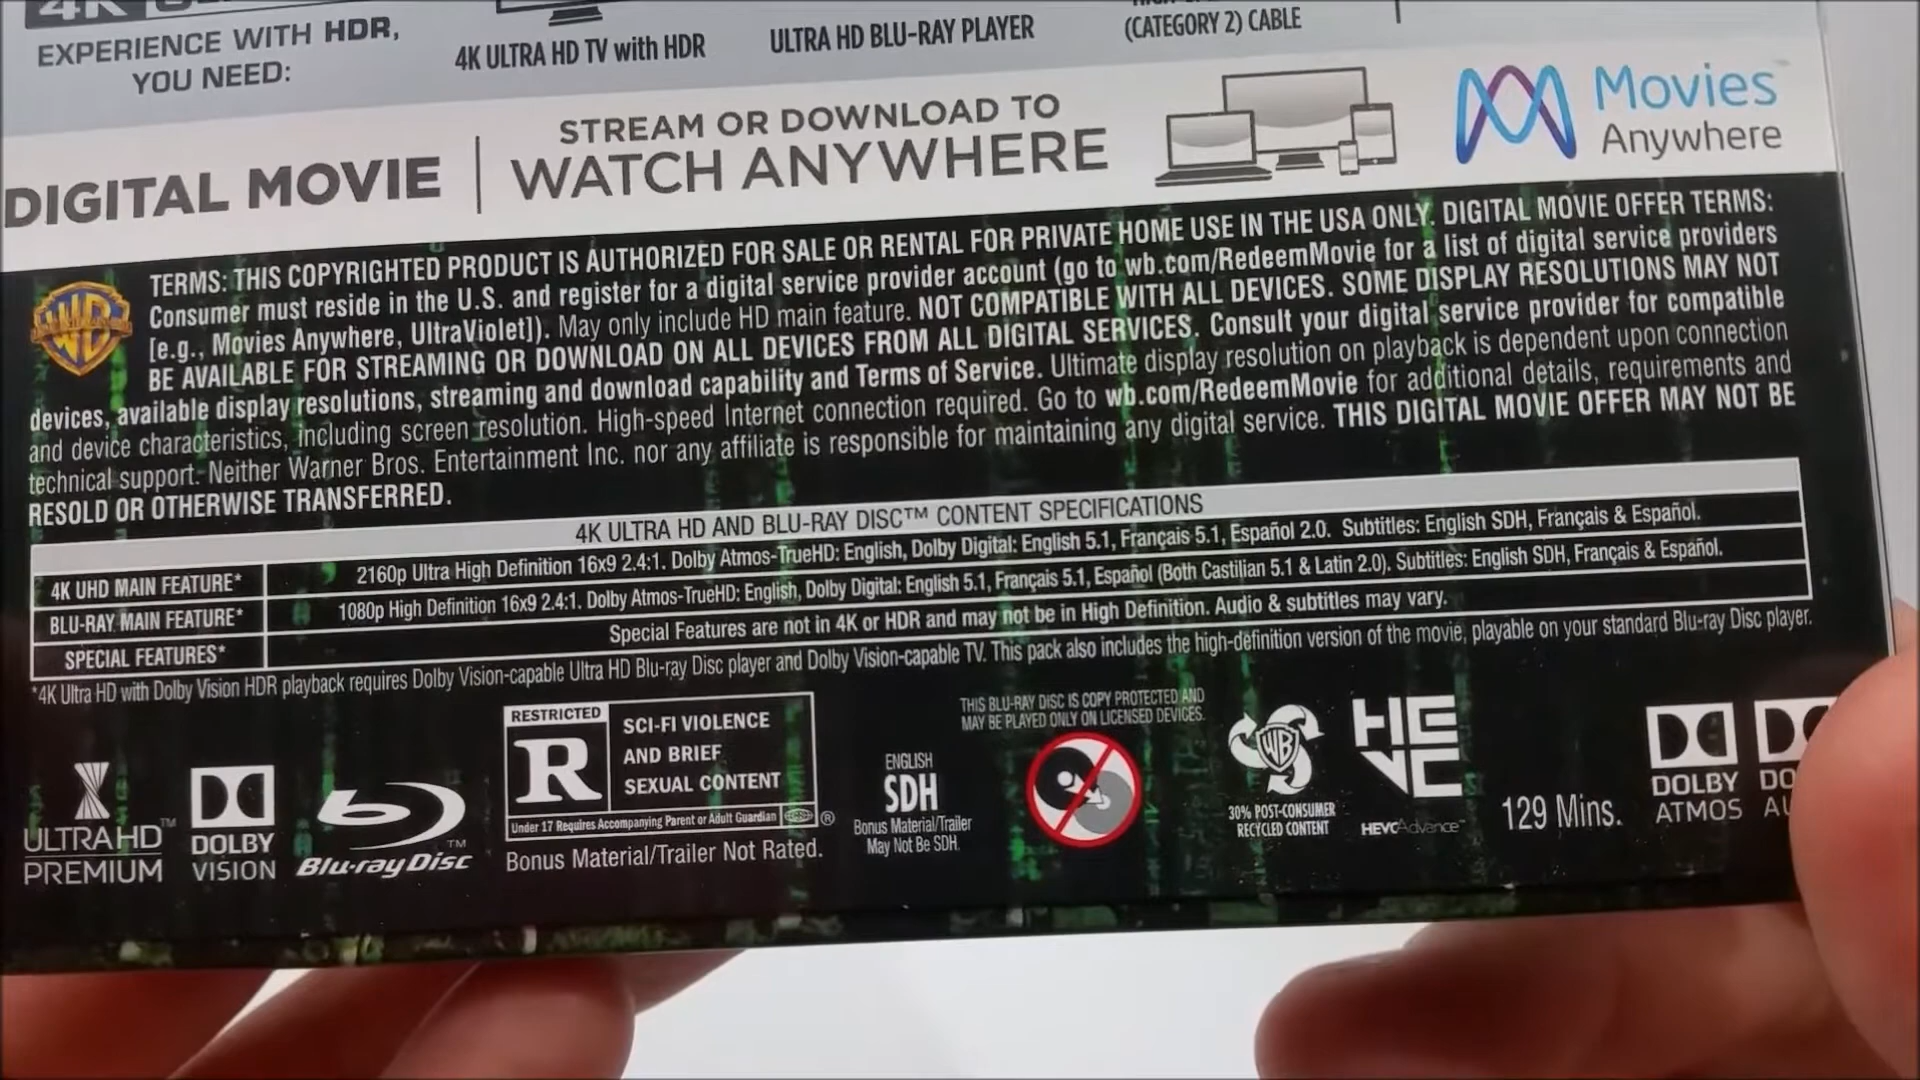 4K
EXPERIENCE WITH HDR,
YOU NEED:
4K ULTRA HD TV with HDR
ULTRA HD BLU-RAY PLAYER
(CATEGORY 2) CABLE
DIGITAL MOVIE
STREAM OR DOWNLOAD TO
WATCH ANYWHERE
Movies
Anywhere
WB
TERMS: THIS COPYRIGHTED PRODUCT IS AUTHORIZED FOR SALE OR RENTAL FOR PRIVATE HOME USE IN THE USA ONLY. DIGITAL MOVIE OFFER TERMS:
Consumer must reside in the U.S. and register for a digital service provider account (go to wb.com/RedeemMovie for a list of digital service providers
[e.g., Movies Anywhere, UltraViolet]). May only include HD main feature. NOT COMPATIBLE WITH ALL DEVICES. SOME DISPLAY RESOLUTIONS MAY NOT
BE AVAILABLE FOR STREAMING OR DOWNLOAD ON ALL DEVICES FROM ALL DIGITAL SERVICES. Consult your digital service provider for compatible
devices, available display resolutions, streaming and download capability and Terms of Service. Ultimate display resolution on playback is dependent upon connection
and device characteristics, including screen resolution. High-speed Internet connection required. Go to wb.com/RedeemMovie for additional details, requirements and
technical support. Neither Warner Bros. Entertainment Inc. nor any affiliate is responsible for maintaining any digital service. THIS DIGITAL MOVIE OFFER MAY NOT BE
RESOLD OR OTHERWISE TRANSFERRED.
4K ULTRA HD AND BLU-RAY DISC™ CONTENT SPECIFICATIONS
4K UHD MAIN FEATURE* 2160p Ultra High Definition 16x9 2.4:1. Dolby Atmos-TrueHD: English, Dolby Digital: English 5.1, Français 5.1, Español 2.0. Subtitles: English SDH, Français & Español.
BLU-RAY MAIN FEATURE* 1080p High Definition 16x9 2.4:1. Dolby Atmos-TrueHD: English, Dolby Digital: English 5.1, Français 5.1, Español (Both Castilian 5.1 & Latin 2.0). Subtitles: English SDH, Français & Español.
SPECIAL FEATURES* Special Features are not in 4K or HDR and may not be in High Definition. Audio & subtitles may vary.
*4K Ultra HD with Dolby Vision HDR playback requires Dolby Vision-capable Ultra HD Blu-ray Disc player and Dolby Vision-capable TV. This pack also includes the high-definition version of the movie, playable on your standard Blu-ray Disc player.
ULTRA HD™
PREMIUM
DOLBY
VISION
Blu-ray Disc™
RESTRICTED
R
SCI-FI VIOLENCE
AND BRIEF
SEXUAL CONTENT
Under 17 Requires Accompanying Parent or Adult Guardian ®
Bonus Material/Trailer Not Rated.
ENGLISH
SDH
Bonus Material/Trailer
May Not Be SDH.
THIS BLU-RAY DISC IS COPY PROTECTED AND
MAY BE PLAYED ONLY ON LICENSED DEVICES.
WB
30% POST-CONSUMER
RECYCLED CONTENT
HEVC
HEVC Advance™
129 Mins.
DOLBY
ATMOS
DO
AU